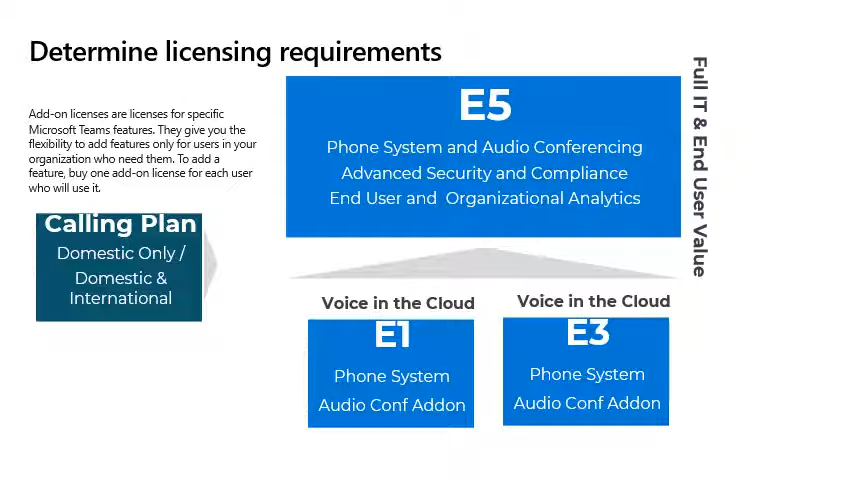 Determine licensing requirements
Add-on licenses are licenses for specific
Microsoft Teams features. They give you the
flexibility to add features only for users in your
organization who need them. To add a
feature, buy one add-on license for each user
who will use it.
Calling Plan
Domestic Only /
Domestic &
International
E5
Phone System and Audio Conferencing
Advanced Security and Compliance
End User and Organizational Analytics
Full IT & End User Value
Voice in the Cloud
E1
Phone System
Audio Conf Addon
Voice in the Cloud
E3
Phone System
Audio Conf Addon